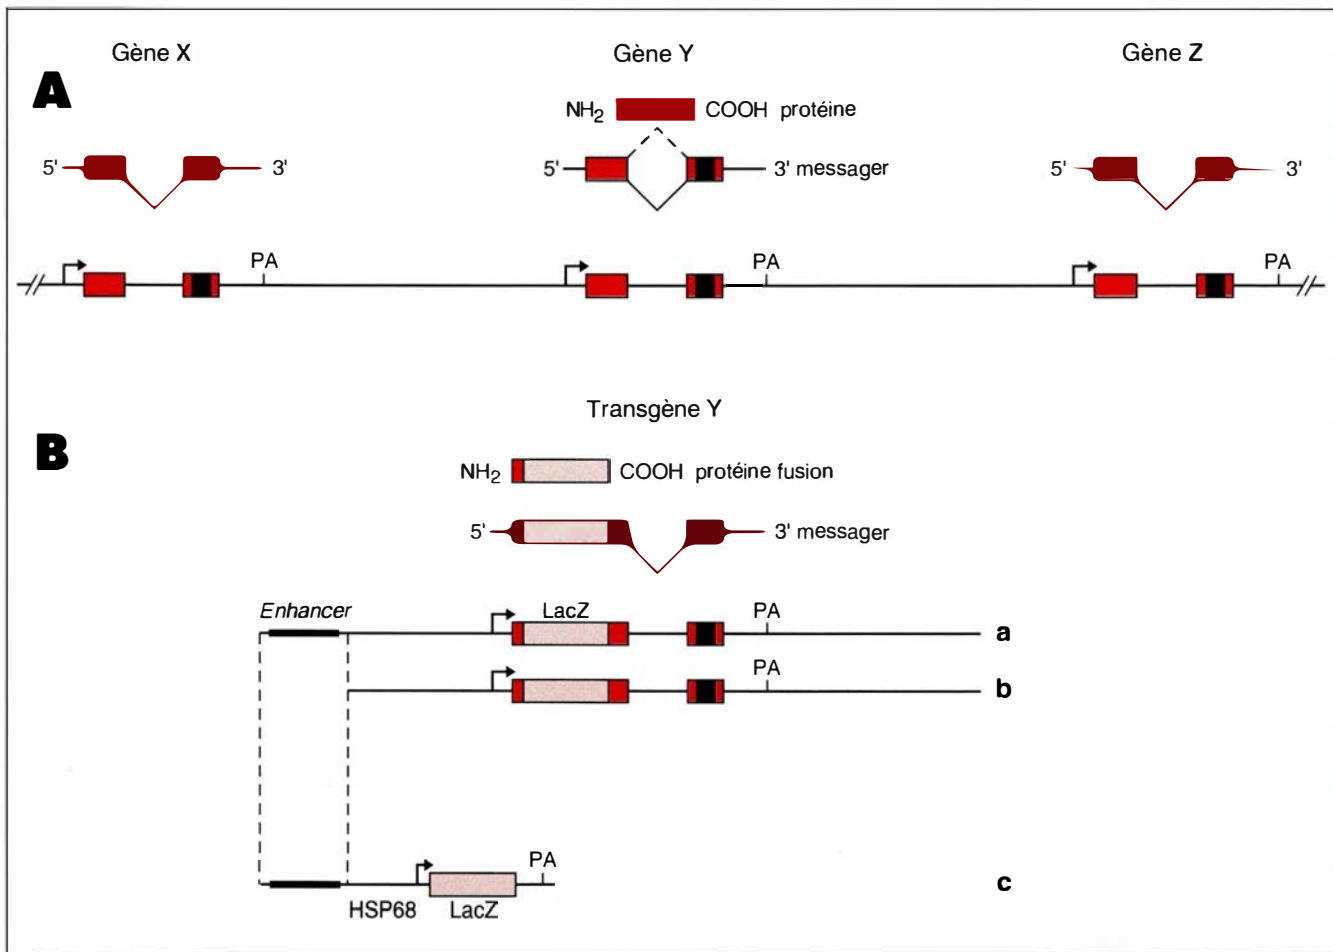 Gène X
Gène Y
Gène Z
A
NH2 COOH protéine
5' 3'
5' 3' messager
5' 3'
PA
PA
PA
Transgène Y
B
NH2 COOH protéine fusion
5' 3' messager
Enhancer LacZ PA
a
PA
b
PA
c
HSP68 LacZ